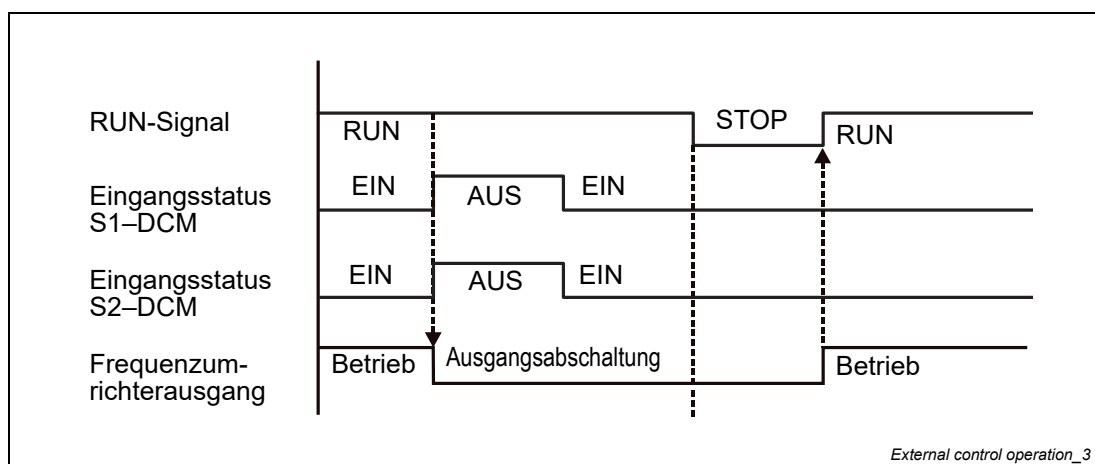 RUN-Signal
RUN
STOP
RUN
Eingangsstatus
S1–DCM
EIN
AUS
EIN
Eingangsstatus
S2–DCM
EIN
AUS
EIN
Frequenzum-
richterausgang
Betrieb
Ausgangsabschaltung
Betrieb
External control operation_3